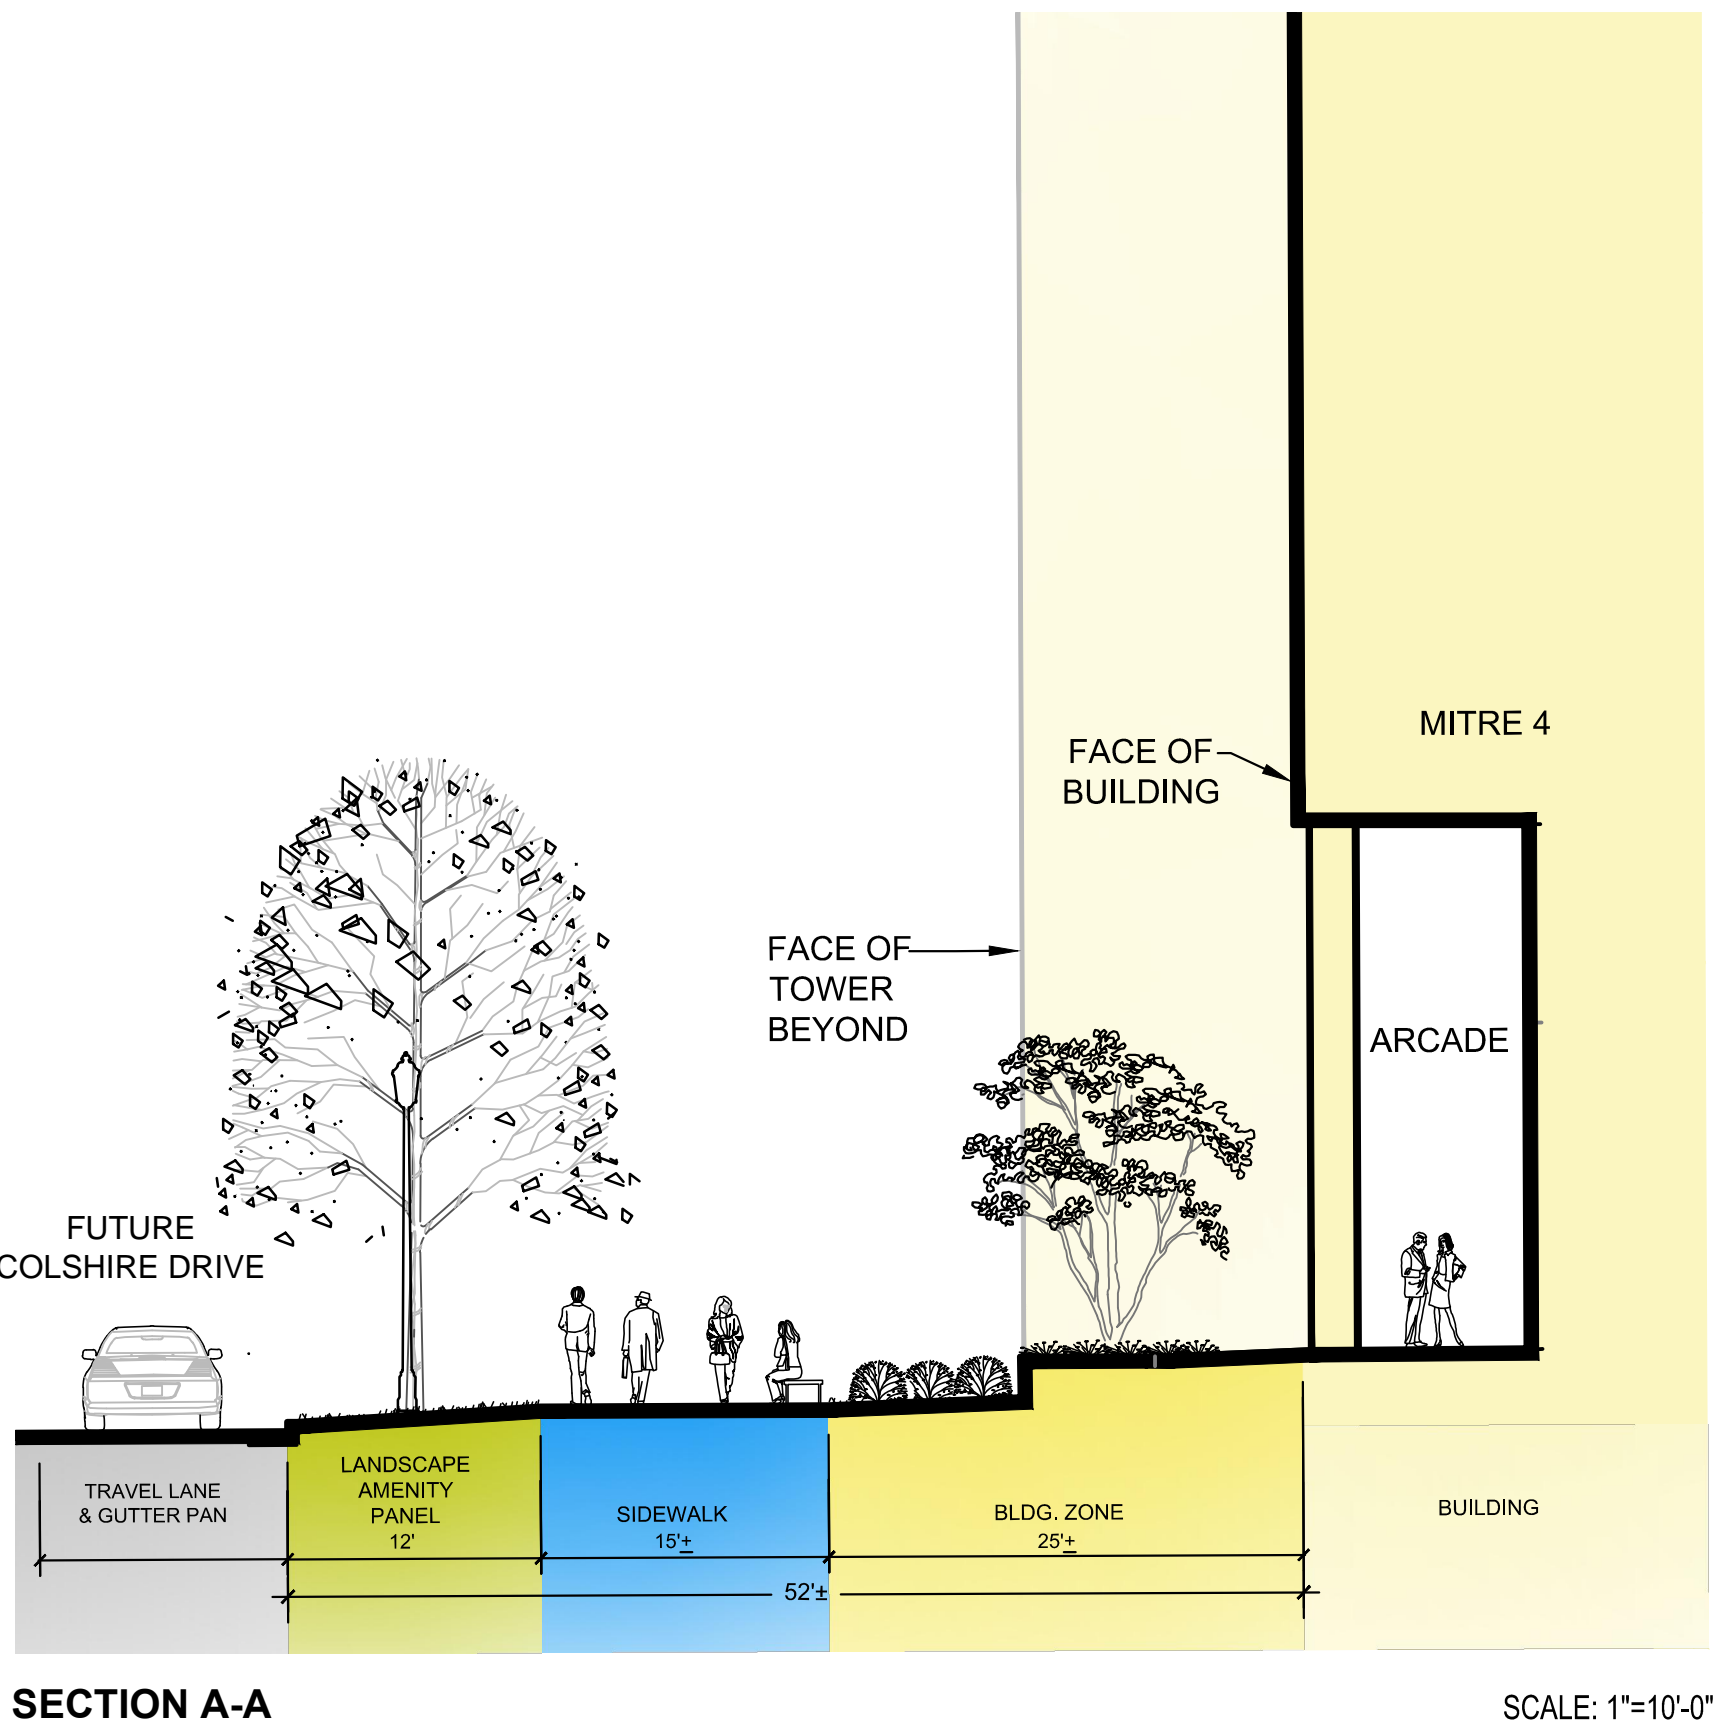 MITRE 4
FACE OF
BUILDING
FACE OF
TOWER
BEYOND
ARCADE
FUTURE
COLSHIRE DRIVE
TRAVEL LANE
& GUTTER PAN
LANDSCAPE
AMENITY
PANEL
12'
SIDEWALK
15'±
BLDG. ZONE
25'±
BUILDING
52'±
SECTION A-A
SCALE: 1"=10'-0"